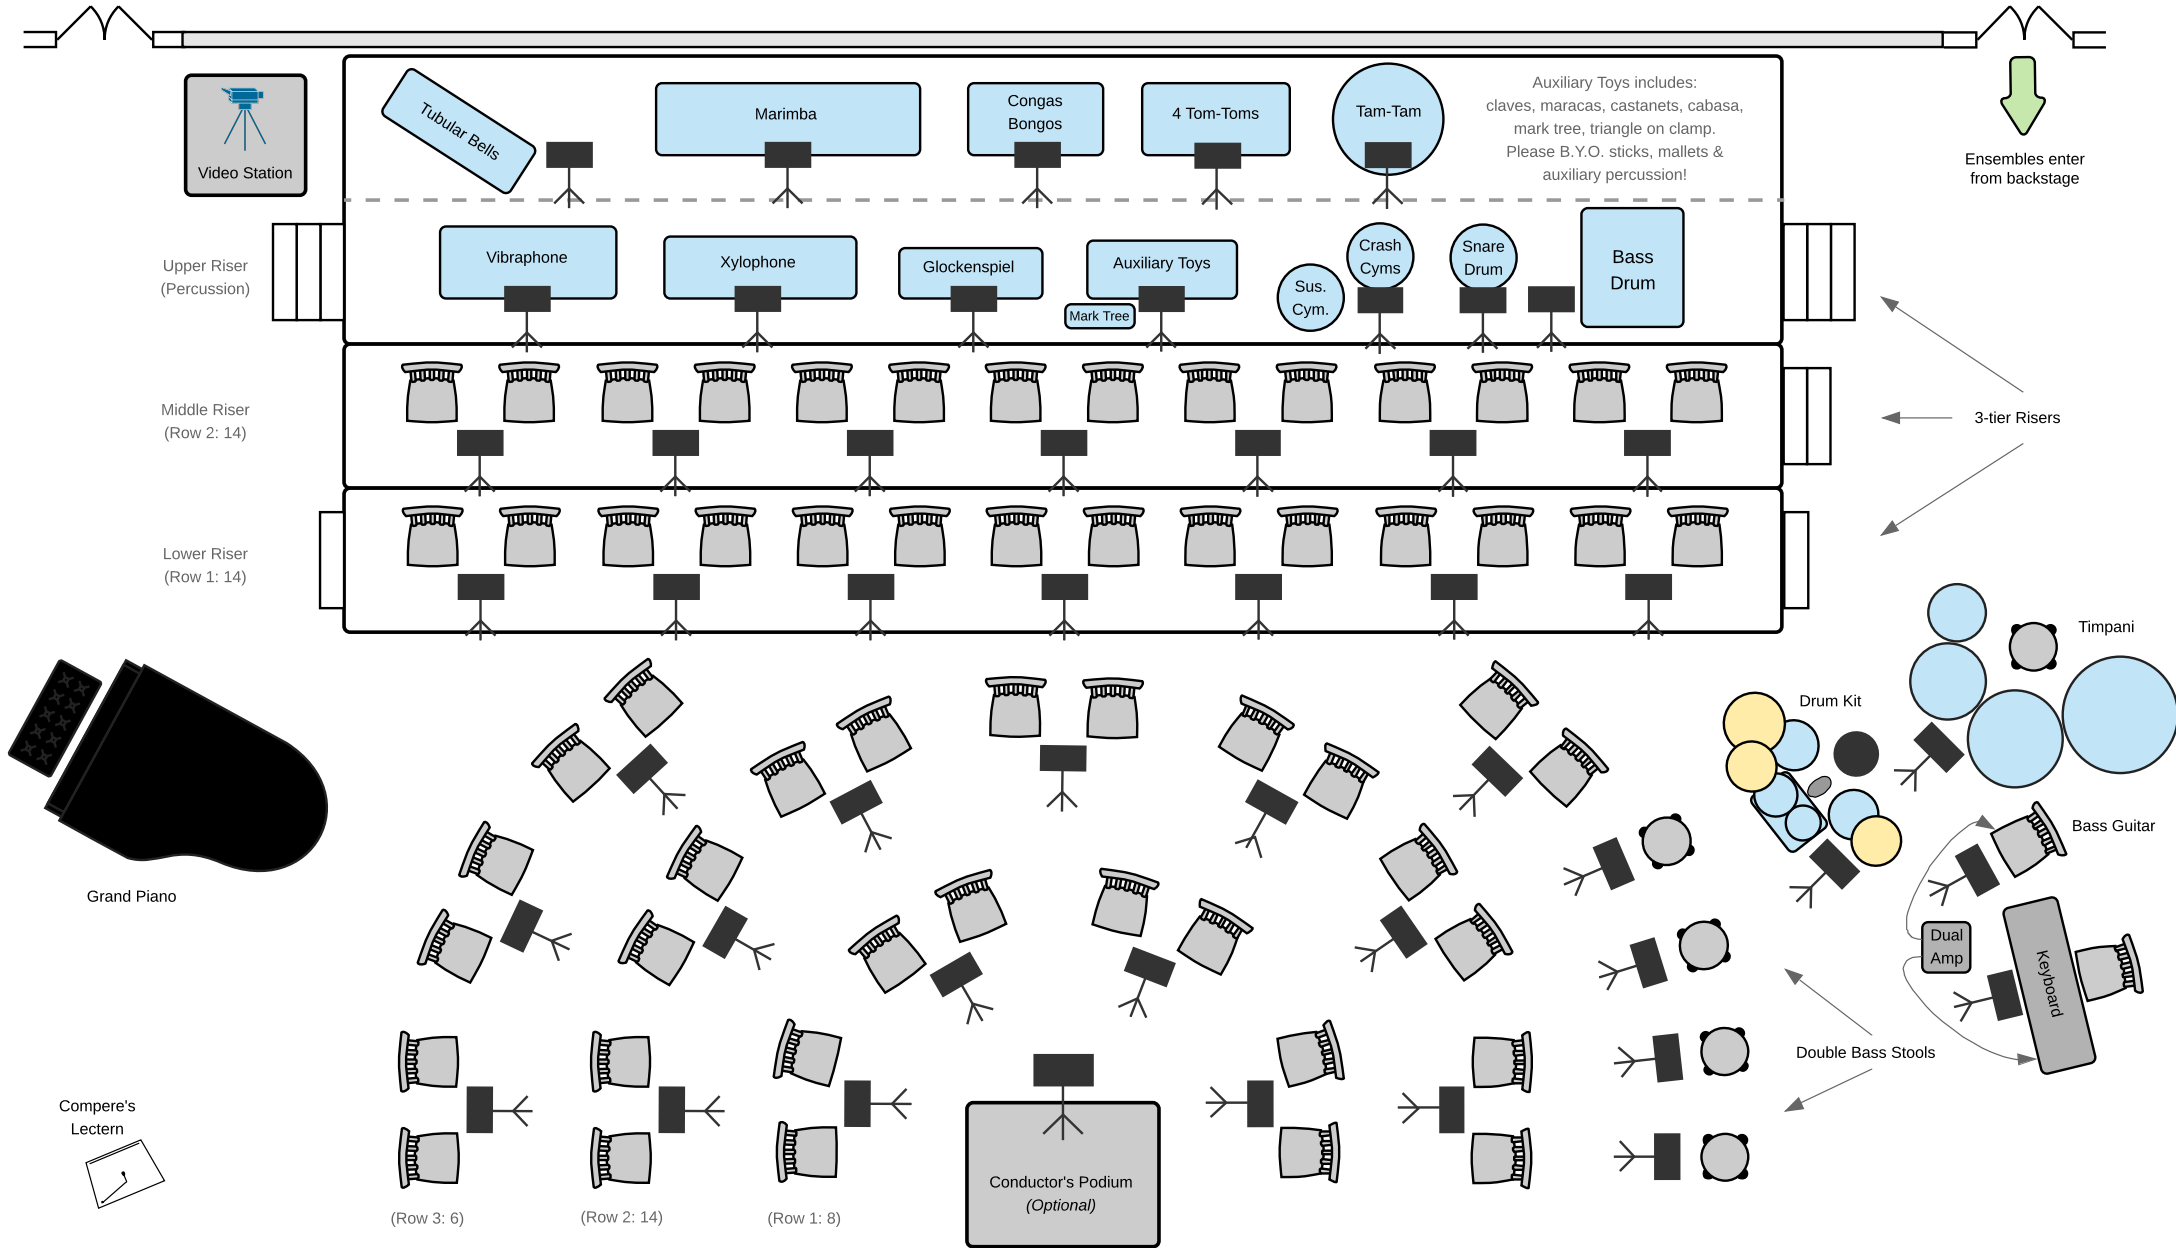 Video Station
Tubular Bells
Marimba
Congas
Bongos
4 Tom-Toms
Tam-Tam
Auxiliary Toys includes:
claves, maracas, castanets, cabasa,
mark tree, triangle on clamp.
Please B.Y.O. sticks, mallets &
auxiliary percussion!
Ensembles enter
from backstage
Upper Riser
(Percussion)
Vibraphone
Xylophone
Glockenspiel
Auxiliary Toys
Mark Tree
Sus.
Cym.
Crash
Cyms
Snare
Drum
Bass
Drum
Middle Riser
(Row 2: 14)
3-tier Risers
Lower Riser
(Row 1: 14)
Timpani
Drum Kit
Bass Guitar
Grand Piano
Dual
Amp
Keyboard
Double Bass Stools
Compere's
Lectern
Conductor's Podium
(Optional)
(Row 3: 6)
(Row 2: 14)
(Row 1: 8)